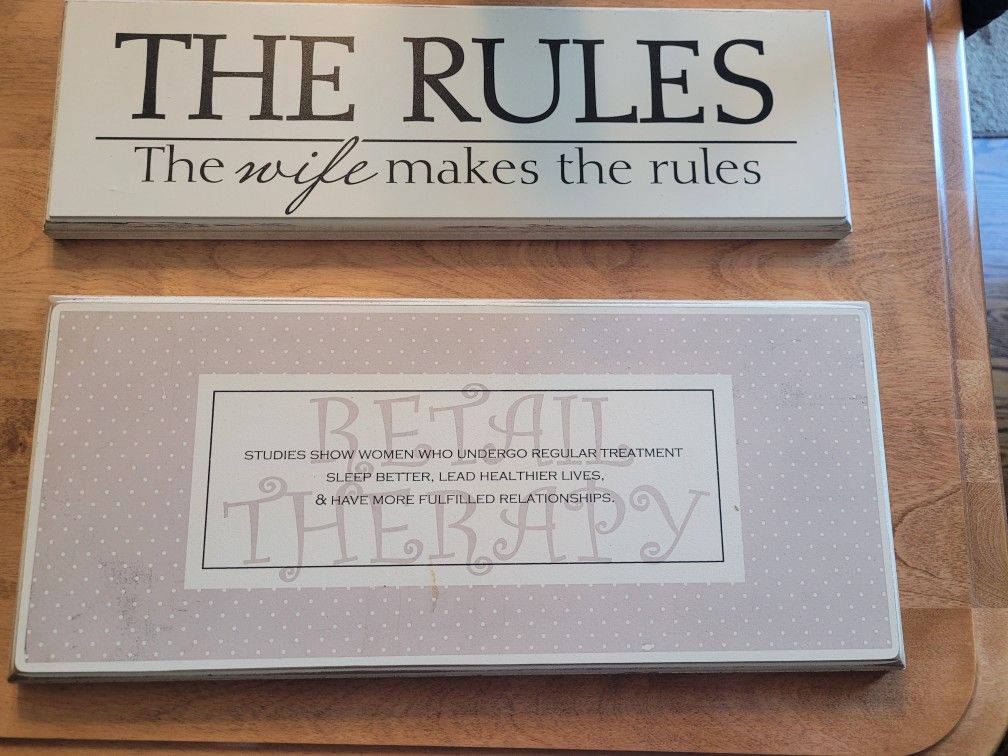 THE RULES
The wife makes the rules
RETAIL
STUDIES SHOW WOMEN WHO UNDERGO REGULAR TREATMENT
SLEEP BETTER, LEAD HEALTHIER LIVES,
& HAVE MORE FULFILLED RELATIONSHIPS.
THERAPY